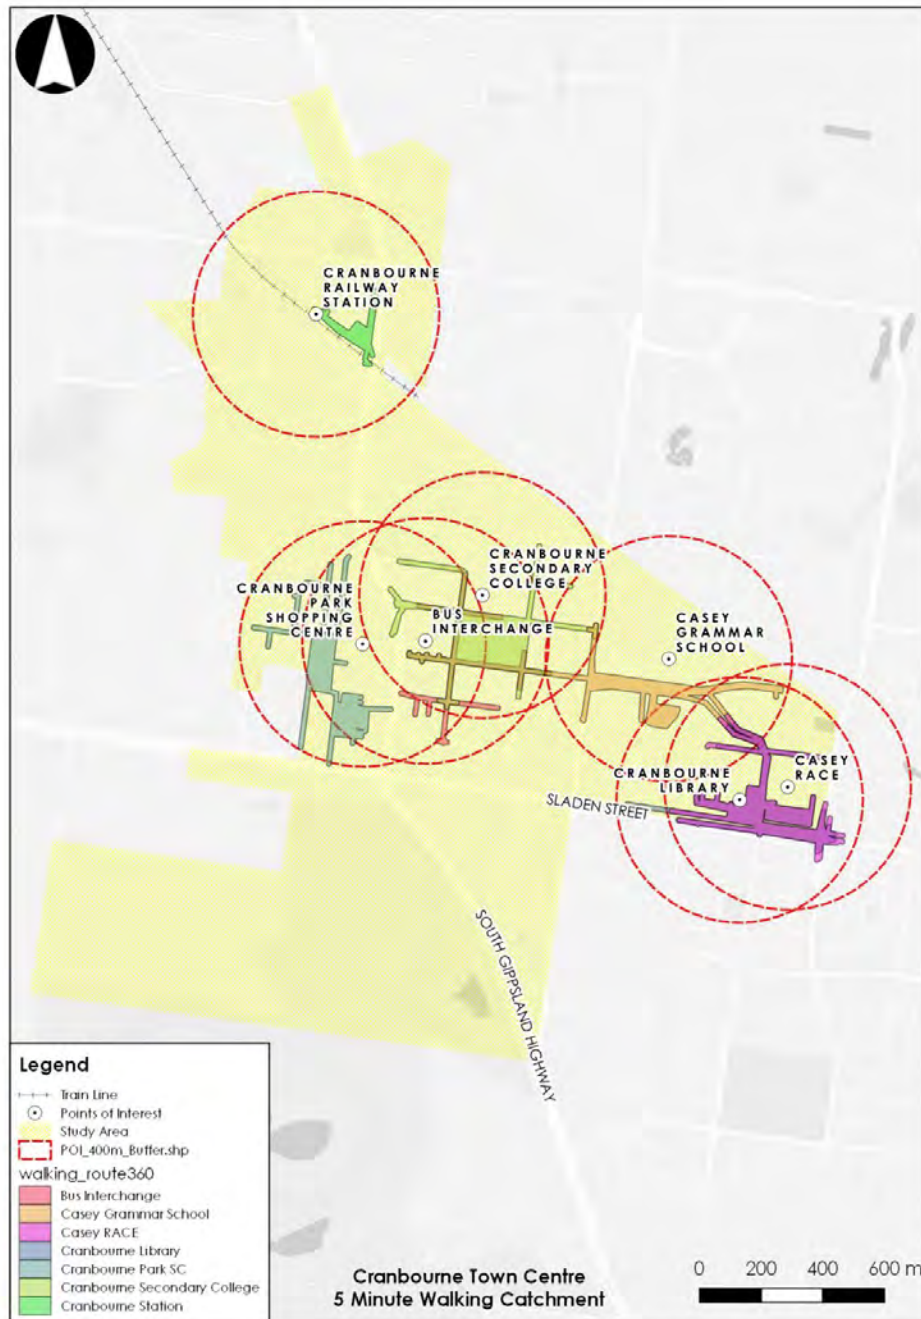 CRANBOURNE
RAILWAY
STATION
CRANBOURNE
SECONDARY
COLLEGE
CRANBOURNE
PARK
SHOPPING
CENTRE
BUS
INTERCHANGE
CASEY
GRAMMAR
SCHOOL
CRANBOURNE
LIBRARY
CASEY
RACE
SLADEN STREET
SOUTH GIPPSLAND HIGHWAY
Legend
Train Line
Points of Interest
Study Area
POI_400m_Buffer.shp
walking_route360
Bus Interchange
Casey Grammar School
Casey RACE
Cranbourne Library
Cranbourne Park SC
Cranbourne Secondary College
Cranbourne Station
Cranbourne Town Centre
5 Minute Walking Catchment
0 200 400 600 m